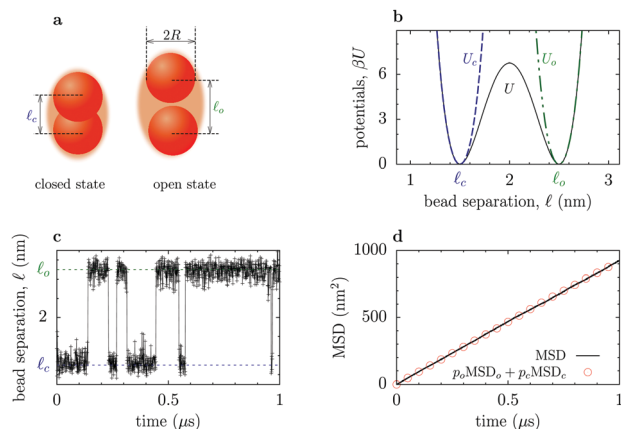 a
2R
ℓc
ℓo
closed state
open state
b
potentials, βU
6
3
0
Uc
Uo
U
1
2
3
ℓc
ℓo
bead separation, ℓ (nm)
c
bead separation, ℓ (nm)
ℓo
2
ℓc
0
0.5
1
time (μs)
d
MSD (nm²)
1000
500
0
MSD
poMSDo + pcMSDc
0
0.5
1
time (μs)